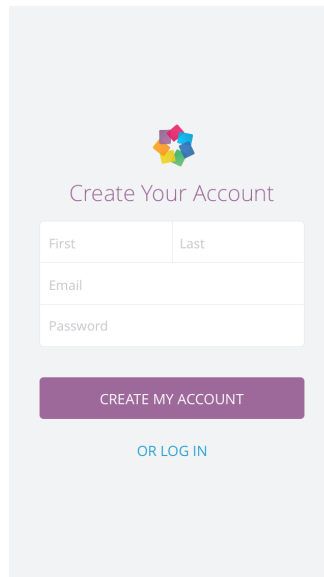 Create Your Account
First Last
Email
Password
CREATE MY ACCOUNT
OR LOG IN